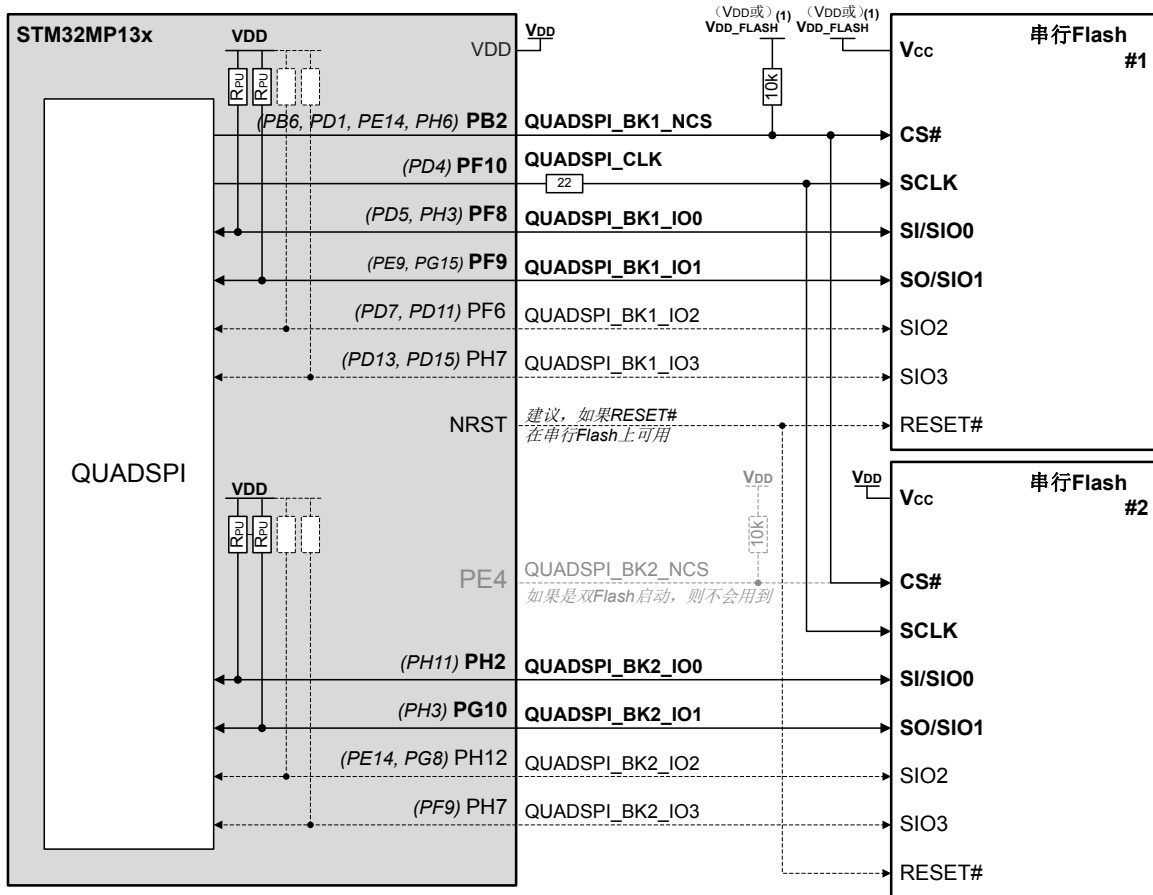 STM32MP13x
VDD
VDD
VDD
(VDD或)(1)
VDD_FLASH
(VDD或)(1)
VDD_FLASH
串行Flash
#1
VCC
RPU
RPU
10k
(PB6, PD1, PE14, PH6) PB2
QUADSPI_BK1_NCS
CS#
(PD4) PF10
QUADSPI_CLK
22
SCLK
(PD5, PH3) PF8
QUADSPI_BK1_IO0
SI/SIO0
(PE9, PG15) PF9
QUADSPI_BK1_IO1
SO/SIO1
(PD7, PD11) PF6
QUADSPI_BK1_IO2
SIO2
(PD13, PD15) PH7
QUADSPI_BK1_IO3
SIO3
NRST
建议，如果RESET#
在串行Flash上可用
RESET#
QUADSPI
VDD
VDD
VDD
VCC
串行Flash
#2
RPU
RPU
10k
PE4
QUADSPI_BK2_NCS
如果是双Flash启动，则不会用到
CS#
SCLK
(PH11) PH2
QUADSPI_BK2_IO0
SI/SIO0
(PH3) PG10
QUADSPI_BK2_IO1
SO/SIO1
(PE14, PG8) PH12
QUADSPI_BK2_IO2
SIO2
(PF9) PH7
QUADSPI_BK2_IO3
SIO3
RESET#